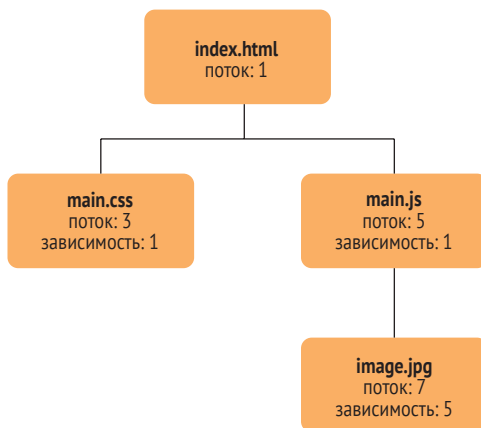 index.html
поток: 1
main.css
поток: 3
зависимость: 1
main.js
поток: 5
зависимость: 1
image.jpg
поток: 7
зависимость: 5